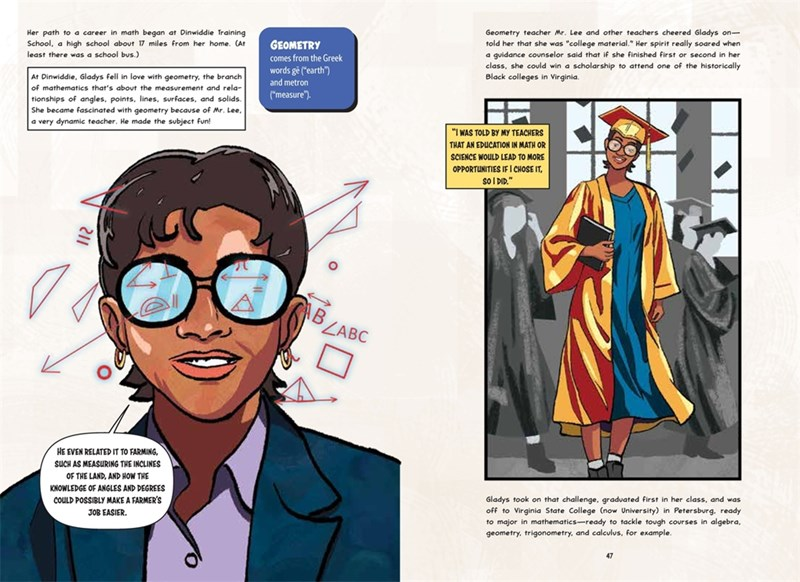 Her path to a career in math began at Dinwiddie Training
School, a high school about 17 miles from her home. (At
least there was a school bus.)
At Dinwiddie, Gladys fell in love with geometry, the branch
of mathematics that's about the measurement and rela-
tionships of angles, points, lines, surfaces, and solids.
She became fascinated with geometry because of Mr. Lee,
a very dynamic teacher. He made the subject fun!
GEOMETRY
comes from the Greek
words gē ("earth")
and metron
("measure").
AB
∠ABC
HE EVEN RELATED IT TO FARMING,
SUCH AS MEASURING THE INCLINES
OF THE LAND, AND HOW THE
KNOWLEDGE OF ANGLES AND DEGREES
COULD POSSIBLY MAKE A FARMER'S
JOB EASIER.
Geometry teacher Mr. Lee and other teachers cheered Gladys on—
told her that she was "college material." Her spirit really soared when
a guidance counselor said that if she finished first or second in her
class, she could win a scholarship to attend one of the historically
Black colleges in Virginia.
"I WAS TOLD BY MY TEACHERS
THAT AN EDUCATION IN MATH OR
SCIENCE WOULD LEAD TO MORE
OPPORTUNITIES IF I CHOSE IT,
SO I DID."
Gladys took on that challenge, graduated first in her class, and was
off to Virginia State College (now University) in Petersburg, ready
to major in mathematics—ready to tackle tough courses in algebra,
geometry, trigonometry, and calculus, for example.
47